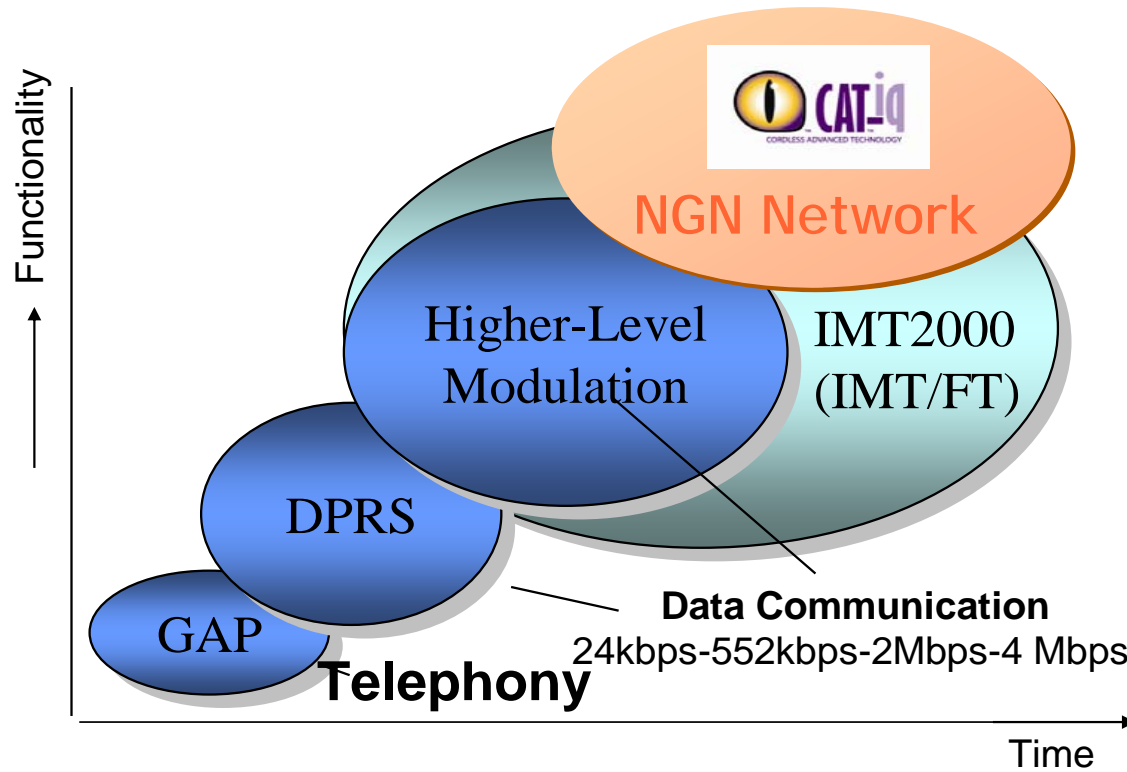 CAT-iq
CORDLESS ADVANCED TECHNOLOGY
NGN Network
Functionality
Higher-Level
Modulation
IMT2000
(IMT/FT)
DPRS
GAP
Data Communication
24kbps-552kbps-2Mbps-4 Mbps
Telephony
Time